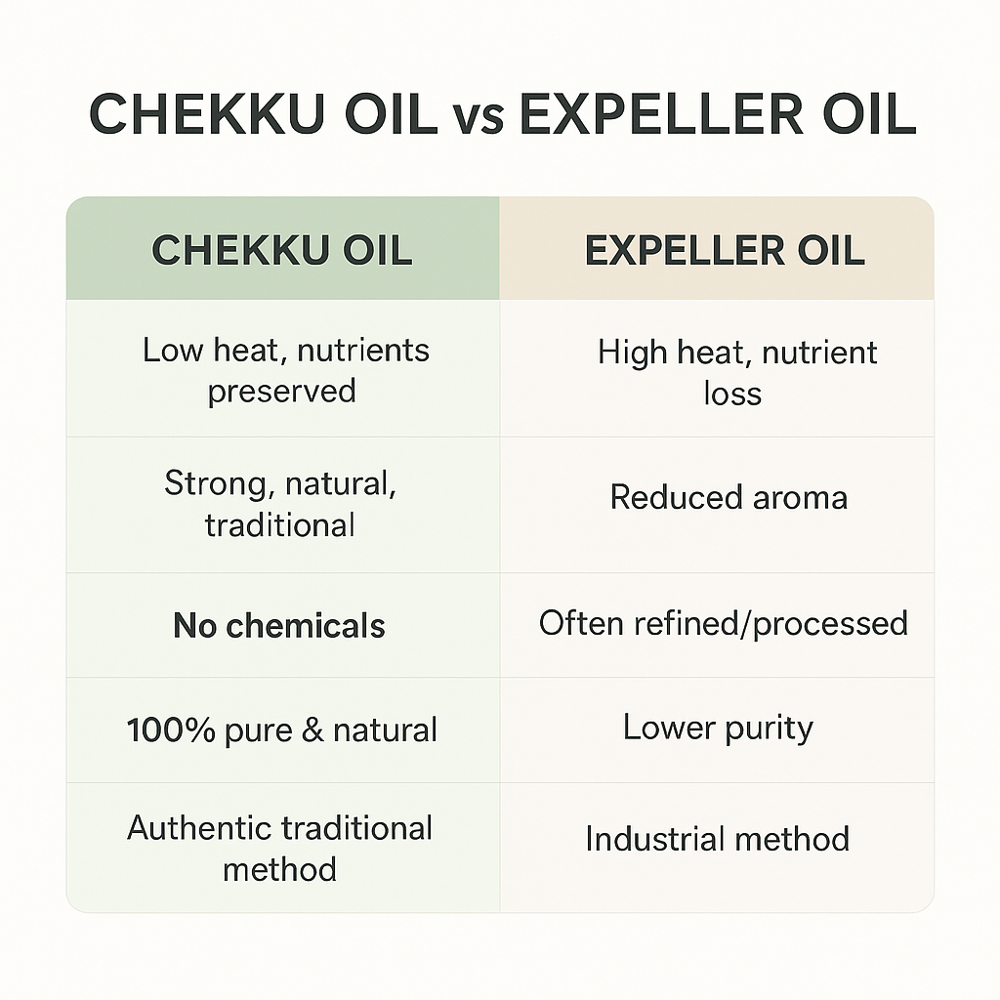 CHEKKU OIL vs EXPELLER OIL
CHEKKU OIL
EXPELLER OIL
Low heat, nutrients
preserved
High heat, nutrient
loss
Strong, natural,
traditional
Reduced aroma
No chemicals
Often refined/processed
100% pure & natural
Lower purity
Authentic traditional
method
Industrial method